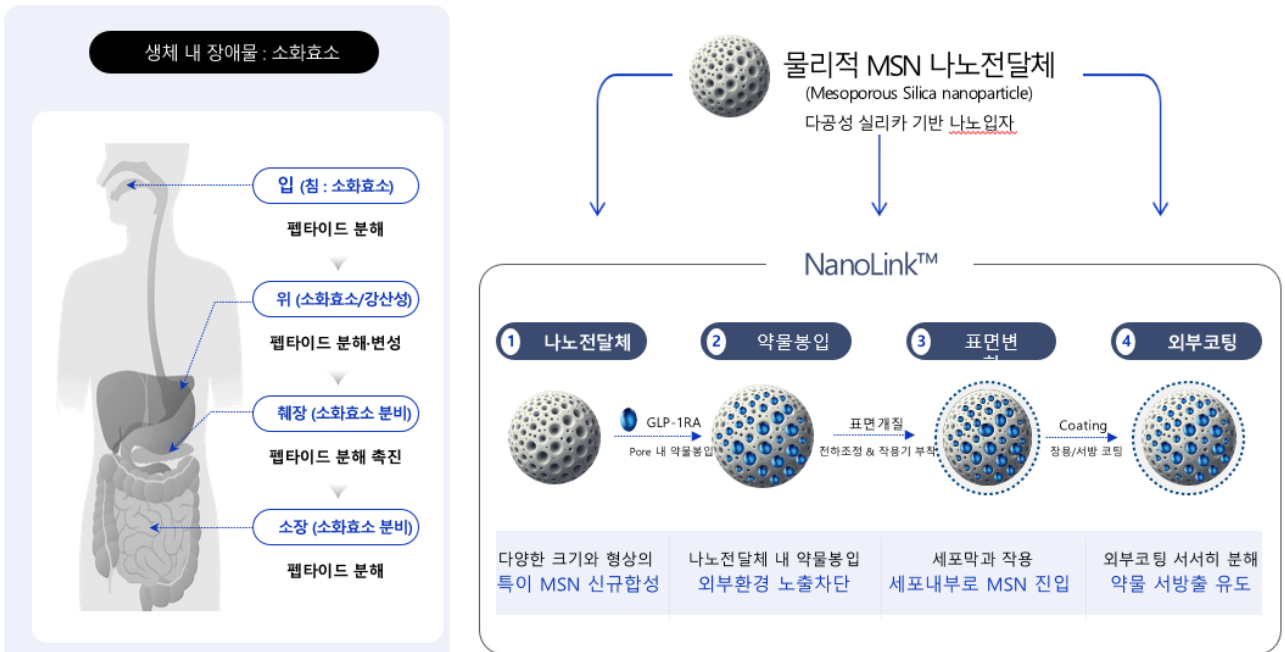 생체 내 장애물 : 소화효소
입 (침 : 소화효소)
펩타이드 분해
위 (소화효소/강산성)
펩타이드 분해·변성
췌장 (소화효소 분비)
펩타이드 분해 촉진
소장 (소화효소 분비)
펩타이드 분해
물리적 MSN 나노전달체
(Mesoporous Silica nanoparticle)
다공성 실리카 기반 나노입자
NanoLink™
1 나노전달체
2 약물봉입
3 표면변
4 외부코팅
GLP-1RA
Pore 내 약물봉입
표면개질
전하조정 & 작용기 부착
Coating
장용/서방 코팅
다양한 크기와 형상의
특이 MSN 신규합성
나노전달체 내 약물봉입
외부환경 노출차단
세포막과 작용
세포내부로 MSN 진입
외부코팅 서서히 분해
약물 서방출 유도